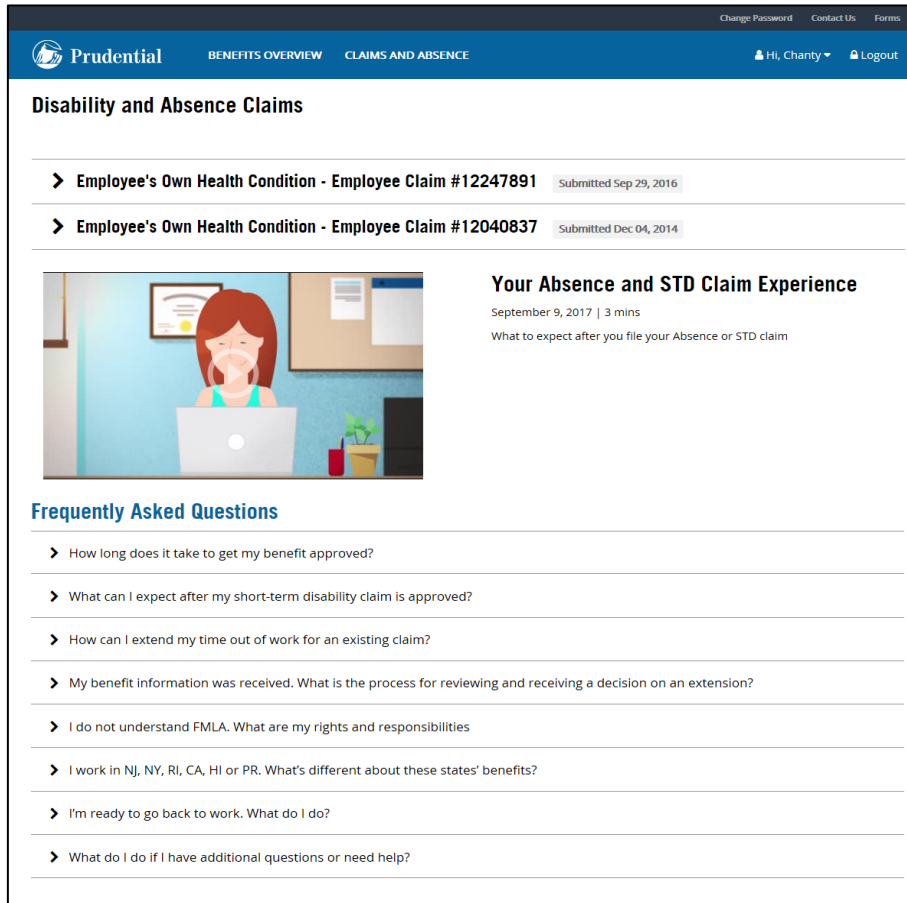 Change Password Contact Us Forms
Prudential BENEFITS OVERVIEW CLAIMS AND ABSENCE Hi, Chanty Logout
Disability and Absence Claims
Employee's Own Health Condition - Employee Claim #12247891 Submitted Sep 29, 2016
Employee's Own Health Condition - Employee Claim #12040837 Submitted Dec 04, 2014
Your Absence and STD Claim Experience
September 9, 2017 | 3 mins
What to expect after you file your Absence or STD claim
Frequently Asked Questions
How long does it take to get my benefit approved?
What can I expect after my short-term disability claim is approved?
How can I extend my time out of work for an existing claim?
My benefit information was received. What is the process for reviewing and receiving a decision on an extension?
I do not understand FMLA. What are my rights and responsibilities
I work in NJ, NY, RI, CA, HI or PR. What's different about these states' benefits?
I'm ready to go back to work. What do I do?
What do I do if I have additional questions or need help?